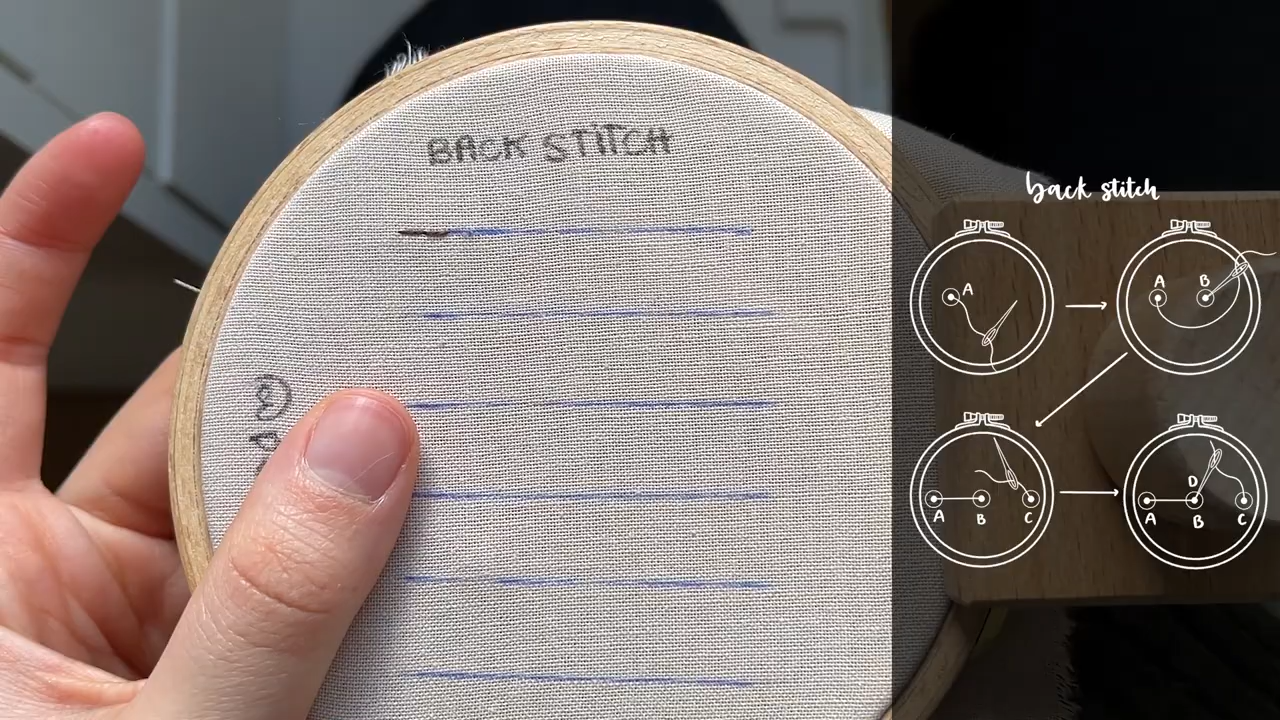 BACK STITCH
back stitch
A
A B
A B C
D
A B C